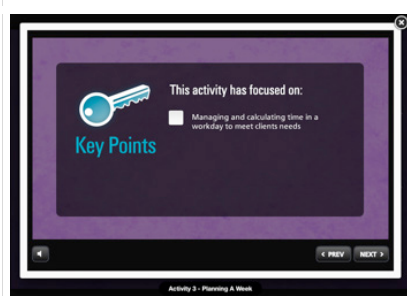 This activity has focused on:
Managing and calculating time in a
workday to meet clients needs
Key Points
< PREV
NEXT >
Activity 3 - Planning A Week